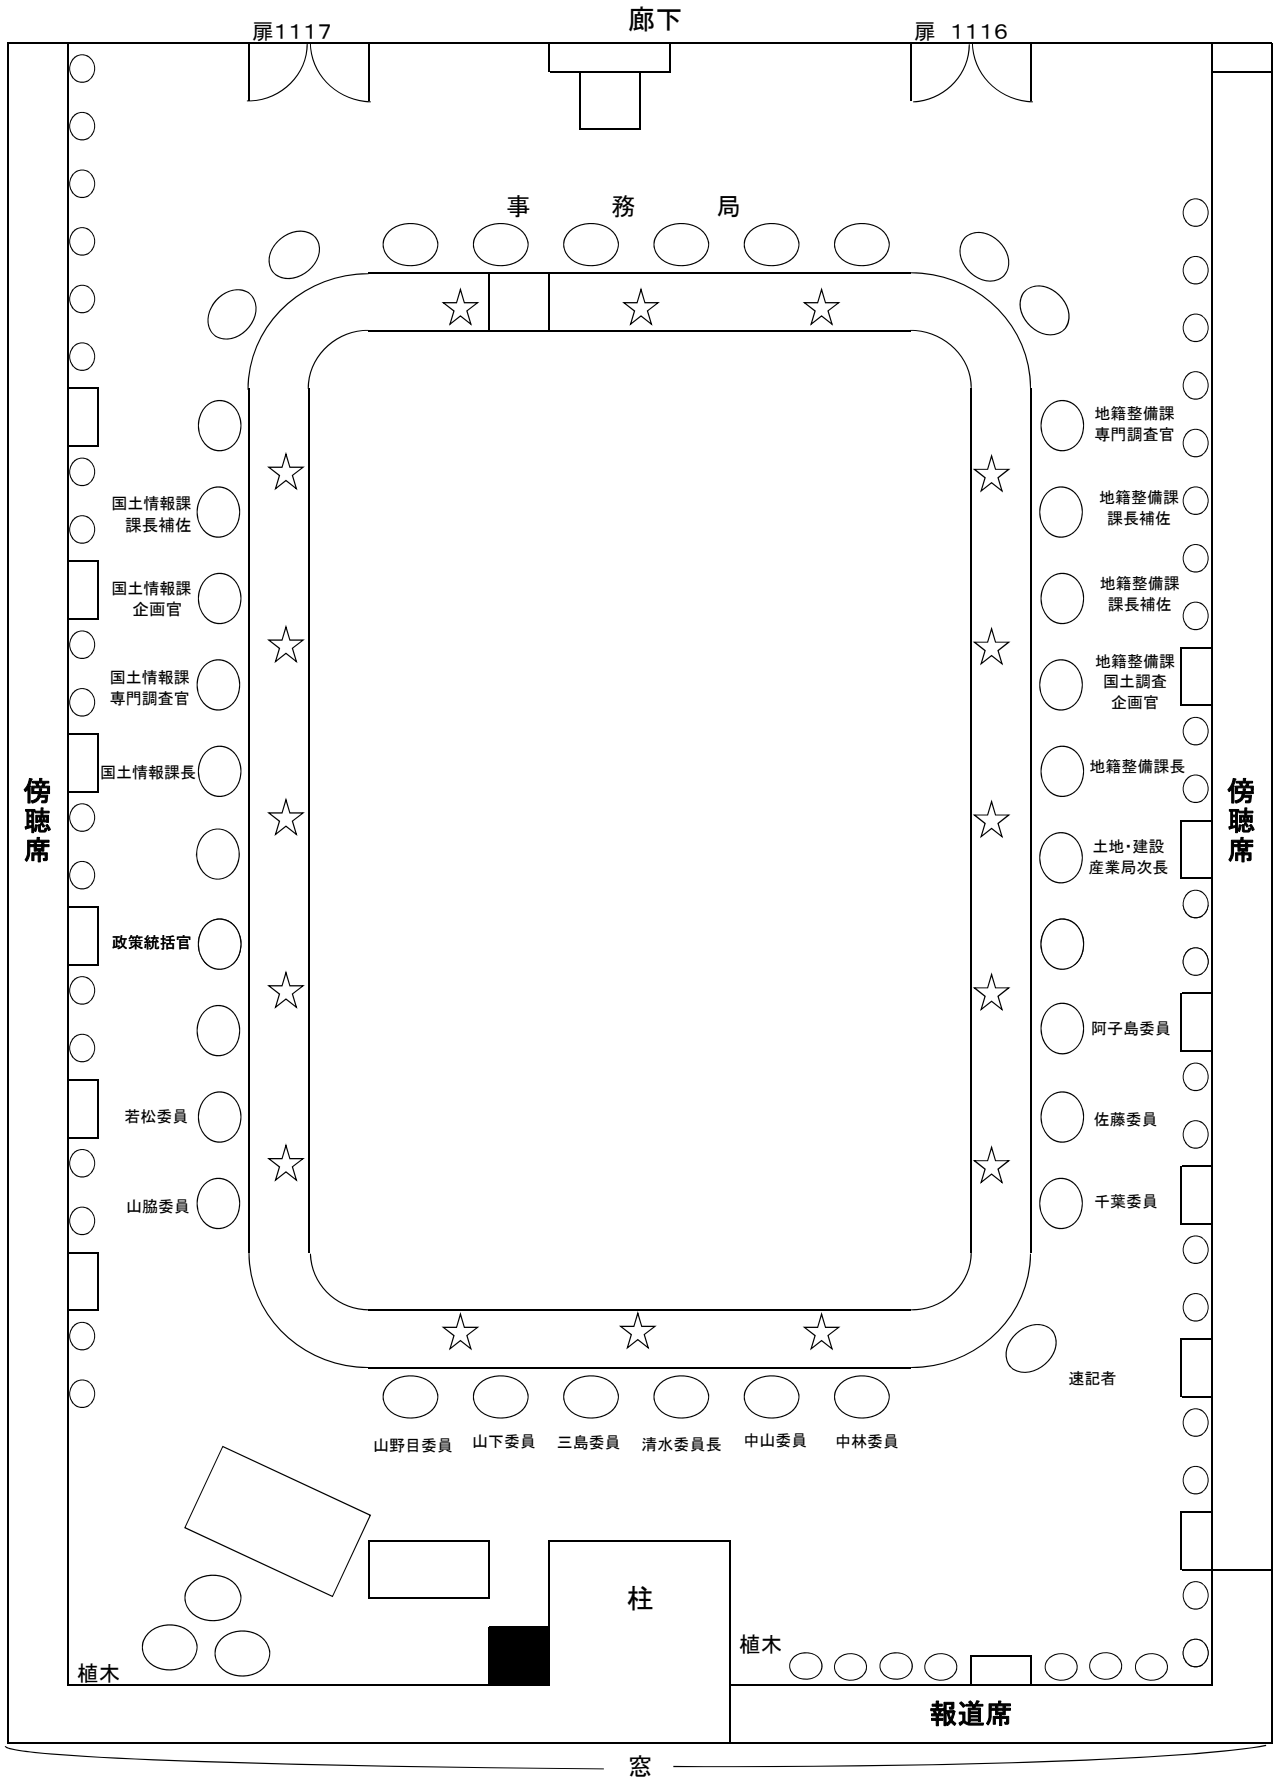 廊下
扉1117
扉 1116
事 務 局
地籍整備課
専門調査官
国土情報課
課長補佐
地籍整備課
課長補佐
国土情報課
企画官
地籍整備課
課長補佐
国土情報課
専門調査官
地籍整備課
国土調査
企画官
国土情報課長
地籍整備課長
傍聴席
傍聴席
土地・建設
産業局次長
政策統括官
阿子島委員
若松委員
佐藤委員
山脇委員
千葉委員
速記者
山野目委員
山下委員
三島委員
清水委員長
中山委員
中林委員
柱
植木
植木
報道席
窓